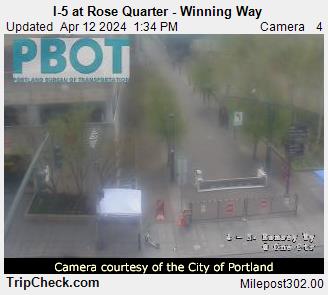 I-5 at Rose Quarter - Winning Way
Updated Apr 12 2024 1:34 PM Camera 4
PBOT
PORTLAND BUREAU OF TRANSPORTATION
Camera courtesy of the City of Portland
TripCheck.com Milepost302.00